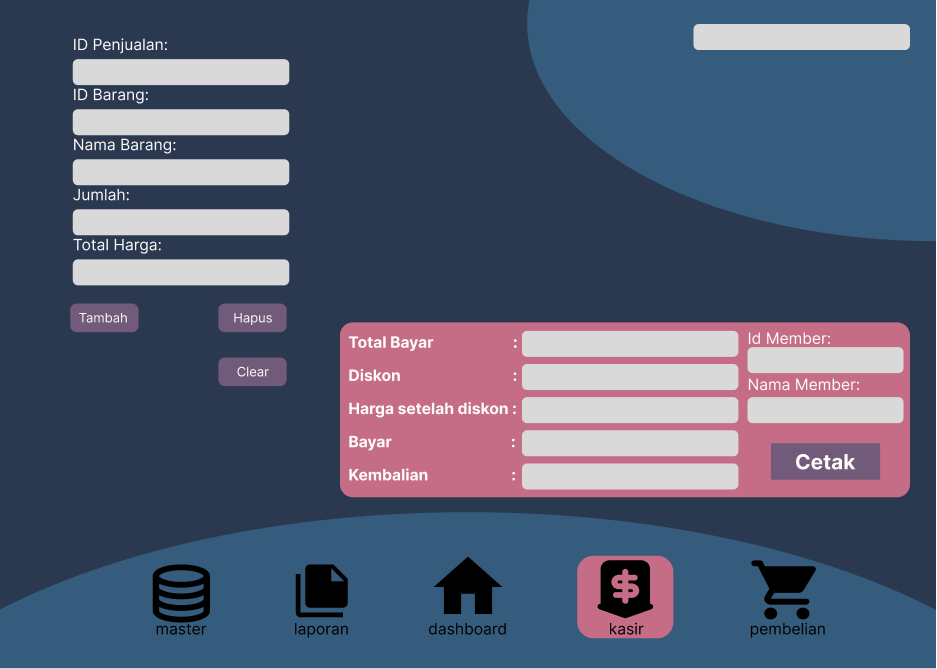 ID Penjualan:
ID Barang:
Nama Barang:
Jumlah:
Total Harga:
Tambah
Hapus
Clear
Total Bayar :
Diskon :
Harga setelah diskon :
Bayar :
Kembalian :
Id Member:
Nama Member:
Cetak
master
laporan
dashboard
kasir
pembelian